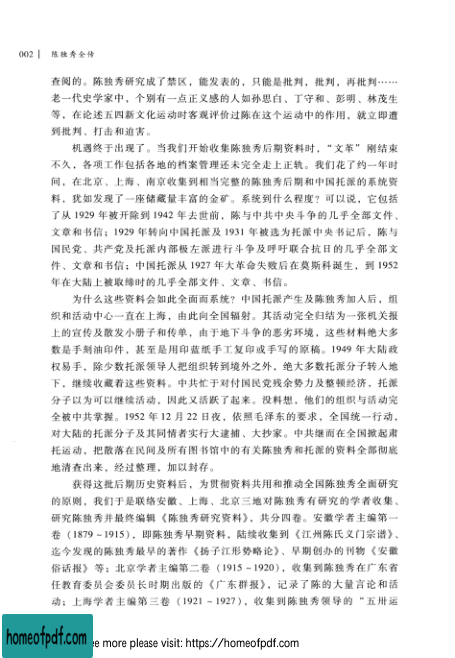 002 | 陈独秀全传
查阅的。陈独秀研究成了禁区，能发表的，只能是批判，批判，再批判……
老一代史学家中，个别有一点正义感的人如孙思白、丁守和、彭明、林茂生
等，在论述五四新文化运动时客观评价过陈在这个运动中的作用，就立即遭
到批判、打击和迫害。
机遇终于出现了。当我们开始收集陈独秀后期资料时，“文革”刚结束
不久，各项工作包括各地的档案管理还未完全走上正轨。我们花了约一年时
间，在北京、上海、南京收集到相当完整的陈独秀后期和中国托派的系统资
料，犹如发现了一座储藏量丰富的金矿。系统到什么程度？可以说，它包括
了从 1929 年被开除到 1942 年去世前，陈与中共中央斗争的几乎全部文件、
文章和书信；1929 年转向中国托派及 1931 年被选为托派中央书记后，陈与
国民党、共产党及托派内部极左派进行斗争及呼吁联合抗日的几乎全部文
件、文章和书信；中国托派从 1927 年大革命失败后在莫斯科诞生，到 1952
年在大陆上被取缔时的几乎全部文件、文章、书信。
为什么这些资料会如此全面而系统？中国托派产生及陈独秀加入后，组
织和活动中心一直在上海，由此向全国辐射。其活动完全归结为一张机关报
上的宣传及散发小册子和传单，由于地下斗争的恶劣环境，这些材料绝大多
数是手刻油印件，甚至是用印蓝纸手工复印或手写的原稿。1949 年大陆政
权易手，除少数托派领导人把组织转到境外之外，绝大多数托派分子转入地
下，继续收藏着这些资料。中共忙于对付国民党残余势力及整顿经济，托派
分子以为可以继续活动，因此又活跃了起来。没料想，他们的组织与活动完
全被中共掌握。1952 年 12 月 22 日夜，依照毛泽东的要求，全国统一行动，
对大陆的托派分子及其同情者实行大逮捕、大抄家。中共继而在全国掀起肃
托运动，把散落在民间及所有图书馆中的有关陈独秀和托派的资料全部彻底
地清查出来，经过整理，加以封存。
获得这批后期历史资料后，为贯彻资料共用和推动全国陈独秀全面研究
的原则，我们于是联络安徽、上海、北京三地对陈独秀有研究的学者收集、
研究陈独秀并最终编辑《陈独秀研究资料》，共分四卷。安徽学者主编第一
卷（1879～1915），即陈独秀早期资料，陆续收集到《江州陈氏义门宗谱》、
迄今发现的陈独秀最早的著作《扬子江形势略论》、早期创办的刊物《安徽
俗话报》等；北京学者主编第二卷（1915～1920），收集到陈独秀在广东省
任教育委员会委员长时期出版的《广东群报》，记录了陈的大量言论和活
动；上海学者主编第三卷（1921～1927），收集到陈独秀领导的“五卅运
homeofpdf.com
ee more please visit: https://homeofpdf.com